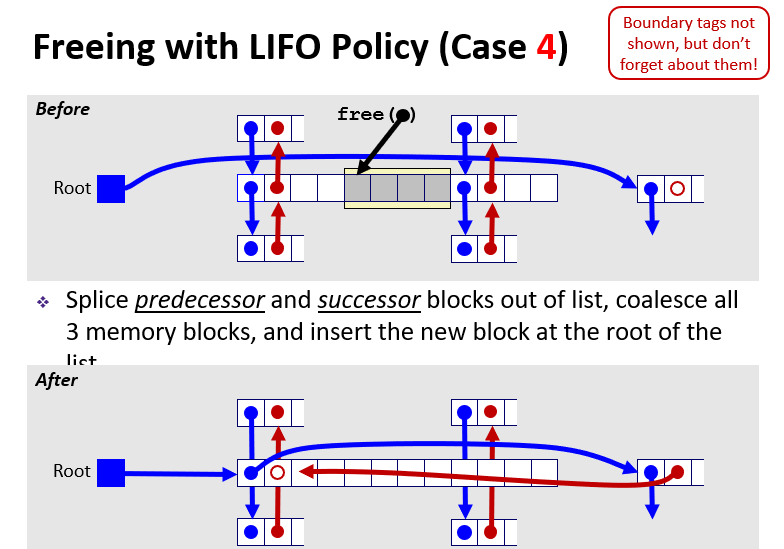 Freeing with LIFO Policy (Case 4)
Boundary tags not
shown, but don't
forget about them!
Before
free( )
Root
❖ Splice predecessor and successor blocks out of list, coalesce all
3 memory blocks, and insert the new block at the root of the
list
After
Root